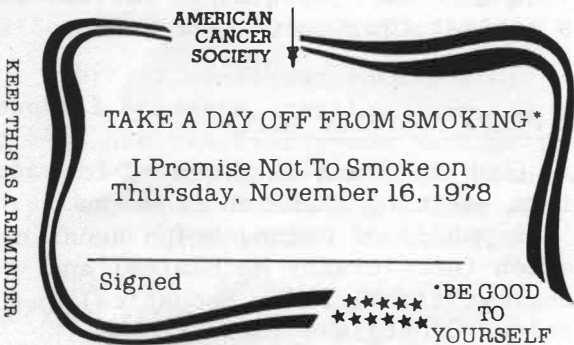 AMERICAN
CANCER
SOCIETY
KEEP THIS AS A REMINDER.
TAKE A DAY OFF FROM SMOKING*
I Promise Not To Smoke on
Thursday, November 16, 1978
Signed
*BE GOOD
TO
YOURSELF